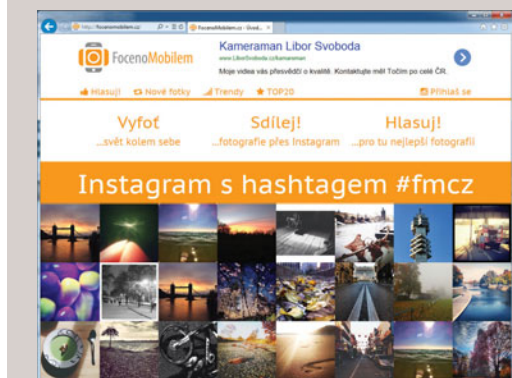 http://focenomobilem.cz/
FocenoMobilem.cz - Uvod...
FocenoMobilem
Kameraman Libor Svoboda
www.LiborSvoboda.cz/kameraman
Moje videa vás přesvědčí o kvalitě. Kontaktujte mě! Točím po celé ČR.
Hlasuj! Nové fotky Trendy TOP20 Přihlaš se
Vyfoť Sdílej! Hlasuj!
...svět kolem sebe ...fotografie přes Instagram ...pro tu nejlepší fotografii
Instagram s hashtagem #fmcz